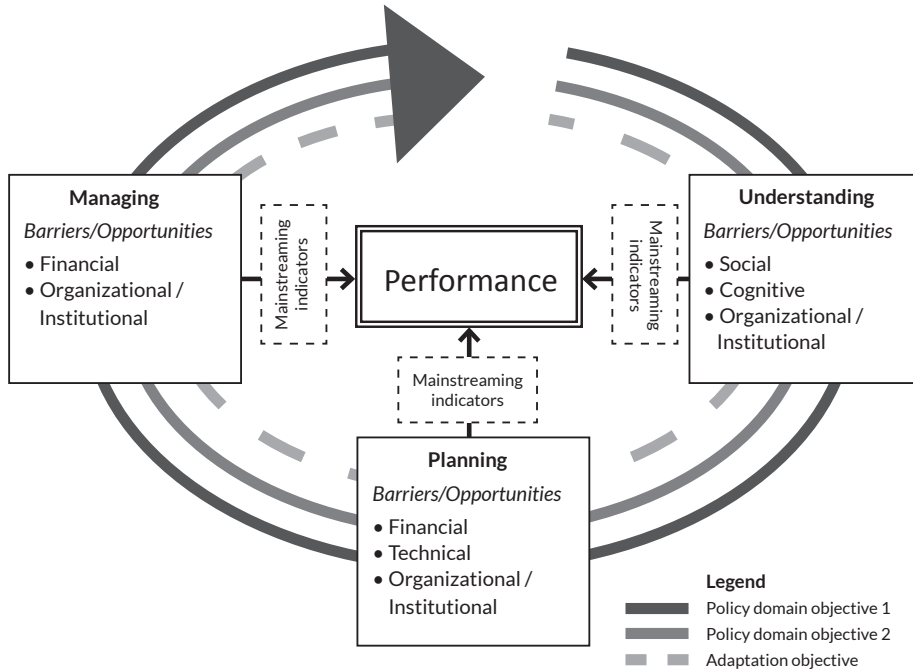 Managing
Barriers/Opportunities
• Financial
• Organizational /
Institutional
Mainstreaming
indicators
Performance
Mainstreaming
indicators
Understanding
Barriers/Opportunities
• Social
• Cognitive
• Organizational /
Institutional
Mainstreaming
indicators
Planning
Barriers/Opportunities
• Financial
• Technical
• Organizational /
Institutional
Legend
Policy domain objective 1
Policy domain objective 2
Adaptation objective